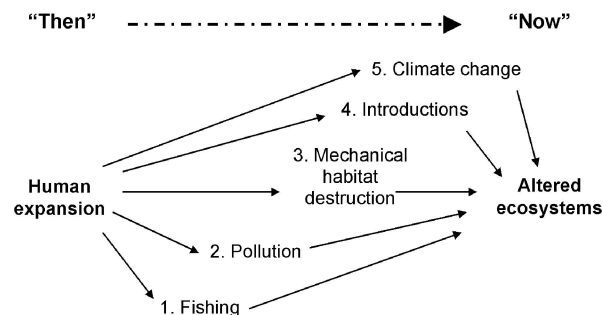 “Then”
“Now”
5. Climate change
4. Introductions
3. Mechanical
habitat
destruction
Human
expansion
Altered
ecosystems
2. Pollution
1. Fishing